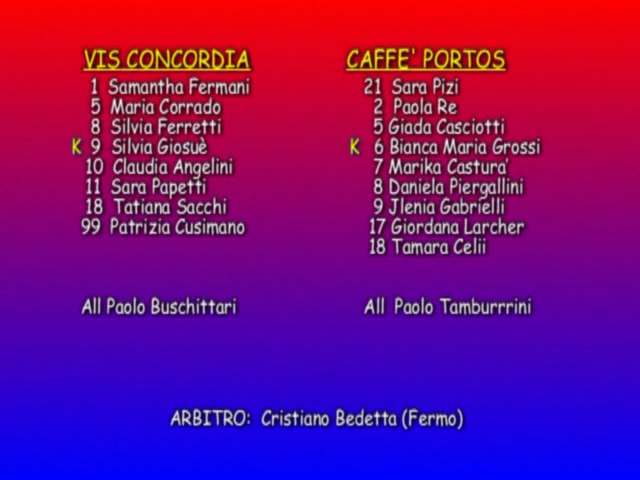 VIS CONCORDIA
1 Samantha Fermani
5 Maria Corrado
8 Silvia Ferretti
K 9 Silvia Giosuè
10 Claudia Angelini
11 Sara Papetti
18 Tatiana Sacchi
99 Patrizia Cusimano
All Paolo Buschittari
CAFFE' PORTOS
21 Sara Pizi
2 Paola Re
5 Giada Casciotti
K 6 Bianca Maria Grossi
7 Marika Castura'
8 Daniela Piergallini
9 Jlenia Gabrielli
17 Giordana Larcher
18 Tamara Celii
All Paolo Tamburrrini
ARBITRO: Cristiano Bedetta (Fermo)